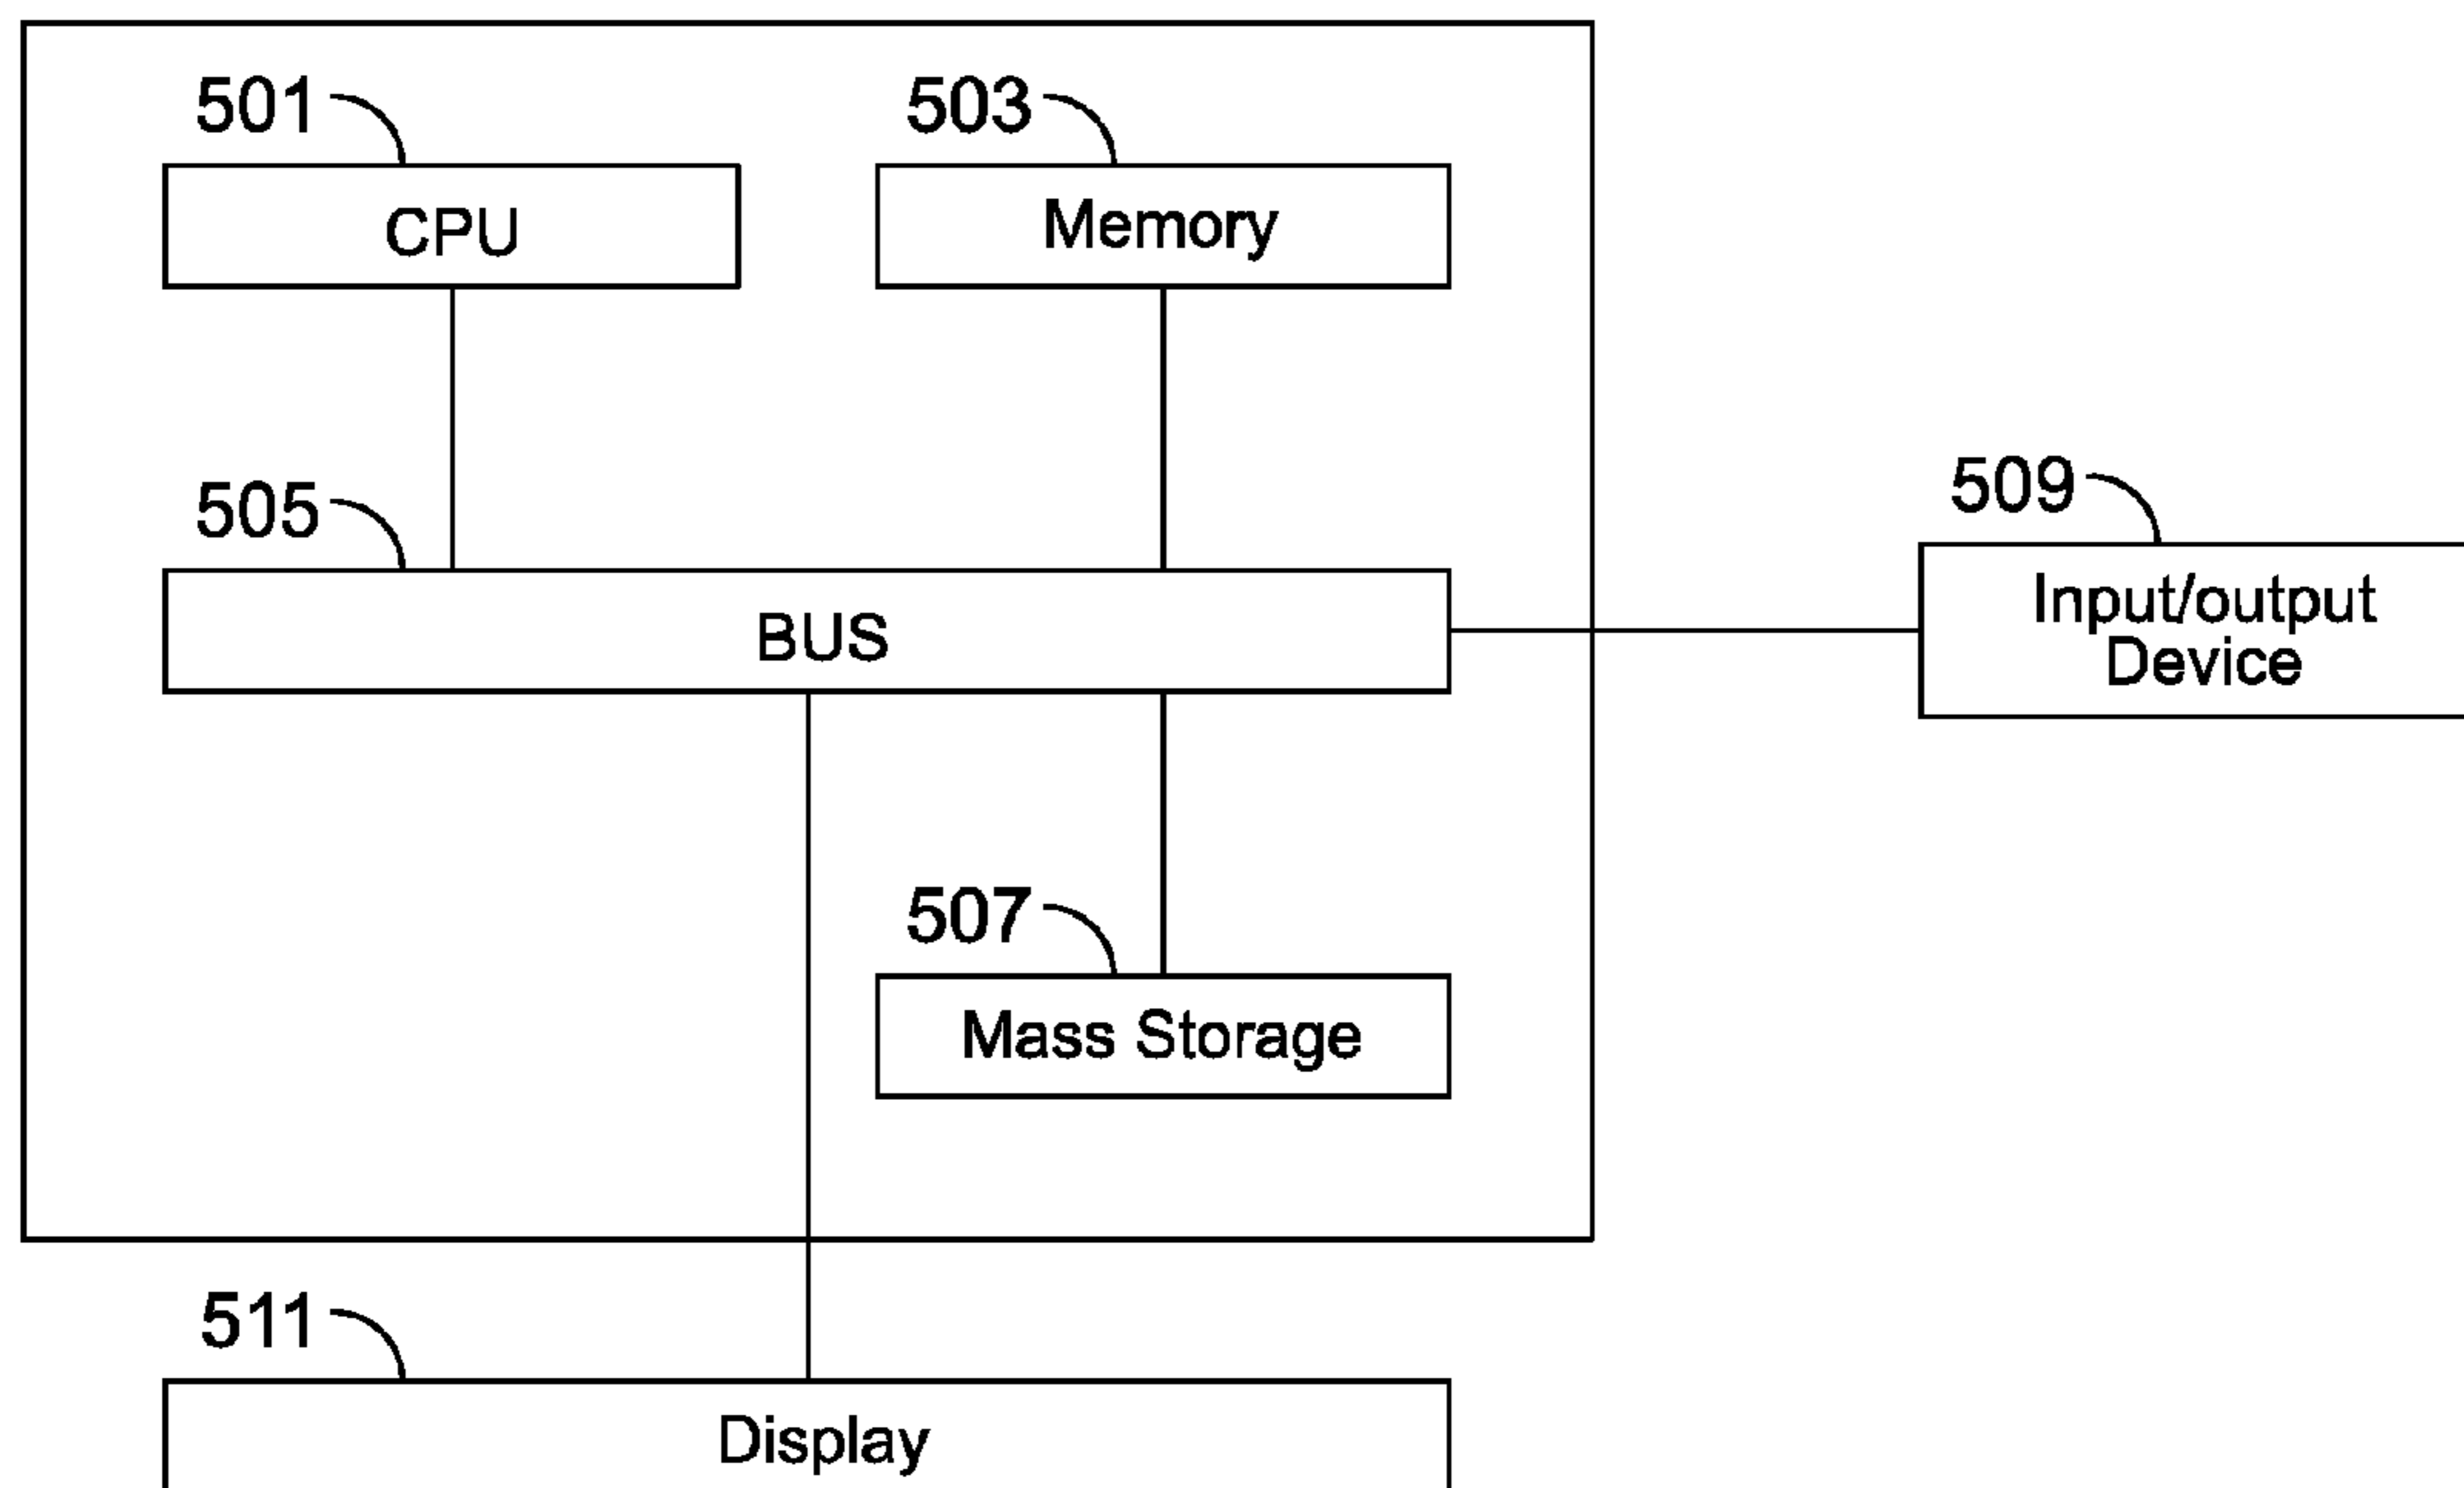 501
503
CPU
Memory
505
509
BUS
Input/output
Device
507
Mass Storage
511
Display